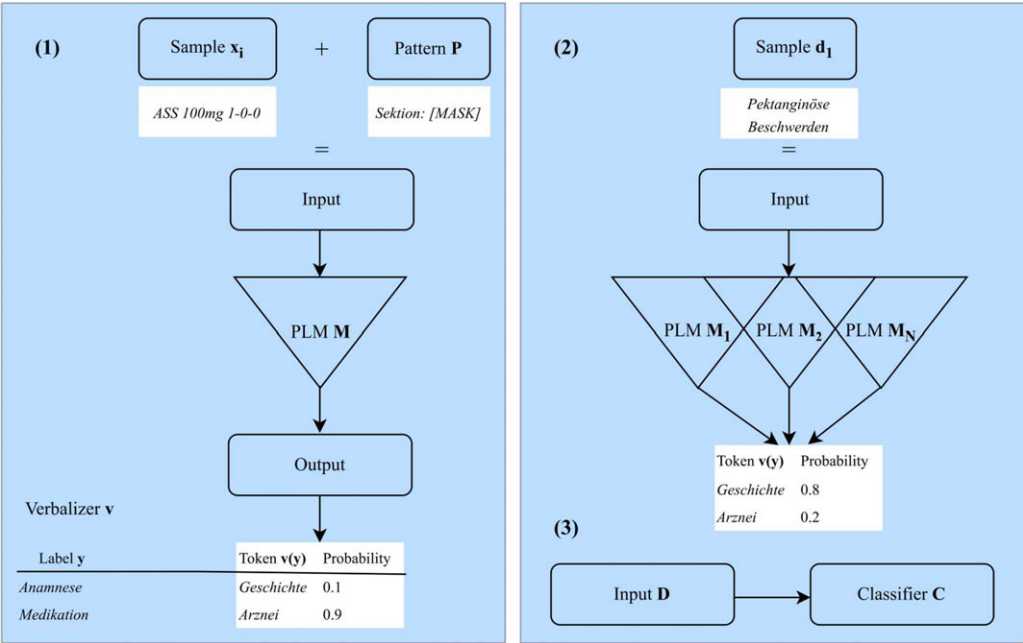 (1)
Sample xᵢ
+
Pattern P
ASS 100mg 1-0-0
Sektion: [MASK]
=
Input
PLM M
Output
Verbalizer v
Label y
Token v(y) Probability
Anamnese
Geschichte 0.1
Medikation
Arznei 0.9
(2)
Sample d₁
Pektanginöse
Beschwerden
=
Input
PLM M₁
PLM M₂
PLM M_N
Token v(y) Probability
Geschichte 0.8
Arznei 0.2
(3)
Input D
Classifier C